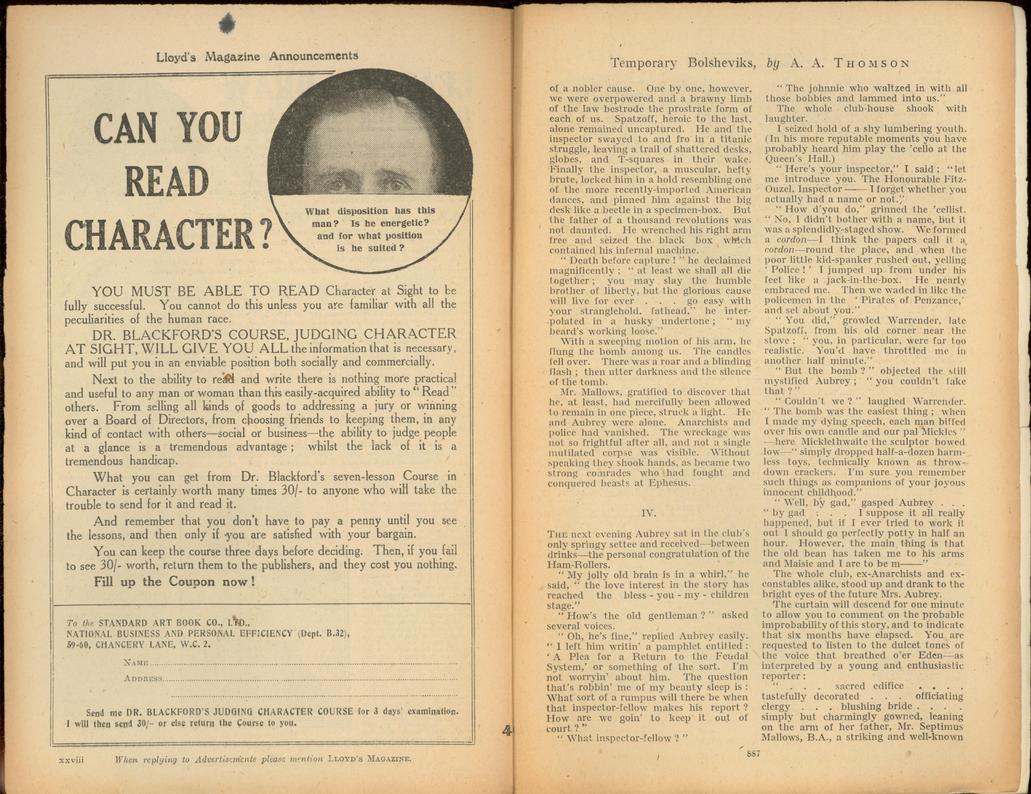 Lloyd's Magazine Announcements
CAN YOU
READ
CHARACTER?
What disposition has this
man? Is he energetic?
and for what position
is he suited?
YOU MUST BE ABLE TO READ Character at Sight to be
fully successful. You cannot do this unless you are familiar with all the
peculiarities of the human race.
DR. BLACKFORD'S COURSE, JUDGING CHARACTER
AT SIGHT, WILL GIVE YOU ALL the information that is necessary,
and will put you in an enviable position both socially and commercially.
Next to the ability to read and write there is nothing more practical
and useful to any man or woman than this easily-acquired ability to "Read"
others. From selling all kinds of goods to addressing a jury or winning
over a Board of Directors, from choosing friends to keeping them, in any
kind of contact with others—social or business—the ability to judge people
at a glance is a tremendous advantage; whilst the lack of it is a
tremendous handicap.
What you can get from Dr. Blackford's seven-lesson Course in
Character is certainly worth many times 30/- to anyone who will take the
trouble to send for it and read it.
And remember that you don't have to pay a penny until you see
the lessons, and then only if you are satisfied with your bargain.
You can keep the course three days before deciding. Then, if you fail
to see 30/- worth, return them to the publishers, and they cost you nothing.
Fill up the Coupon now!
To the STANDARD ART BOOK CO., LTD.,
NATIONAL BUSINESS AND PERSONAL EFFICIENCY (Dept. B.32),
59-60, CHANCERY LANE, W.C. 2.
NAME
ADDRESS
Send me DR. BLACKFORD'S JUDGING CHARACTER COURSE for 3 days' examination.
I will then send 30/- or else return the Course to you.
xxviii When replying to Advertisements please mention LLOYD'S MAGAZINE.
4
Temporary Bolsheviks, by A. A. THOMSON
of a nobler cause. One by one, however,
we were overpowered and a brawny limb
of the law bestrode the prostrate form of
each of us. Spatzoff, heroic to the last,
alone remained uncaptured. He and the
inspector swayed to and fro in a titanic
struggle, leaving a trail of shattered desks,
globes, and T-squares in their wake.
Finally the inspector, a muscular, hefty
brute, locked him in a hold resembling one
of the more recently-imported American
dances, and pinned him against the big
desk like a beetle in a specimen-box. But
the father of a thousand revolutions was
not daunted. He wrenched his right arm
free and seized the black box which
contained his infernal machine.
"Death before capture!" he declaimed
magnificently; "at least we shall all die
together; you may slay the humble
brother of liberty, but the glorious cause
will live for ever . . . go easy with
your stranglehold, fathead," he inter-
polated in a husky undertone; "my
beard's working loose."
With a sweeping motion of his arm, he
flung the bomb among us. The candles
fell over. There was a roar and a blinding
flash; then utter darkness and the silence
of the tomb.
Mr. Mallows, gratified to discover that
he, at least, had mercifully been allowed
to remain in one piece, struck a light. He
and Aubrey were alone. Anarchists and
police had vanished. The wreckage was
not so frightful after all, and not a single
mutilated corpse was visible. Without
speaking they shook hands, as became two
strong comrades who had fought and
conquered beasts at Ephesus.
IV.
THE next evening Aubrey sat in the club's
only springy settee and received—between
drinks—the personal congratulation of the
Ham-Rollers.
"My jolly old brain is in a whirl," he
said, "the love interest in the story has
reached the bless-you-my-children
stage."
"How's the old gentleman?" asked
several voices.
"Oh, he's fine," replied Aubrey easily.
"I left him writin' a pamphlet entitled:
'A Plea for a Return to the Feudal
System,' or something of the sort. I'm
not worryin' about him. The question
that's robbin' me of my beauty sleep is:
What sort of a rumpus will there be when
that inspector-fellow makes his report?
How are we goin' to keep it out of
court?"
"What inspector-fellow?"
"The johnnie who waltzed in with all
those bobbies and lammed into us."
The whole club-house shook with
laughter.
I seized hold of a shy lumbering youth.
(In his more reputable moments you have
probably heard him play the 'cello at the
Queen's Hall.)
"Here's your inspector," I said; "let
me introduce you. The Honourable Fitz-
Ouzel, Inspector —— I forget whether you
actually had a name or not."
"How d'you do," grinned the 'cellist.
"No, I didn't bother with a name, but it
was a splendidly-staged show. We formed
a cordon—I think the papers call it a
cordon—round the place, and when the
poor little kid-spanker rushed out, yelling
'Police!' I jumped up from under his
feet like a jack-in-the-box. He nearly
embraced me. Then we waded in like the
policemen in the 'Pirates of Penzance,'
and set about you."
"You did," growled Warrender, late
Spatzoff, from his old corner near the
stove; "you, in particular, were far too
realistic. You'd have throttled me in
another half minute."
"But the bomb?" objected the still
mystified Aubrey; "you couldn't fake
that?"
"Couldn't we?" laughed Warrender.
"The bomb was the easiest thing; when
I made my dying speech, each man biffed
over his own candle and our pal Mickles"
—here Micklethwaite the sculptor bowed
low—"simply dropped half-a-dozen harm-
less toys, technically known as throw-
down crackers. I'm sure you remember
such things as companions of your joyous
innocent childhood."
"Well, by gad," gasped Aubrey . . .
"by gad . . . I suppose it all really
happened, but if I ever tried to work it
out I should go perfectly potty in half an
hour. However, the main thing is that
the old bean has taken me to his arms
and Maisie and I are to be m——"
The whole club, ex-Anarchists and ex-
constables alike, stood up and drank to the
bright eyes of the future Mrs. Aubrey.
The curtain will descend for one minute
to allow you to comment on the probable
improbability of this story, and to indicate
that six months have elapsed. You are
requested to listen to the dulcet tones of
the voice that breathed o'er Eden—as
interpreted by a young and enthusiastic
reporter:
" . . . sacred edifice . . . .
tastefully decorated . . . officiating
clergy . . . blushing bride . . . .
simply but charmingly gowned, leaning
on the arm of her father, Mr. Septimus
Mallows, B.A., a striking and well-known
887